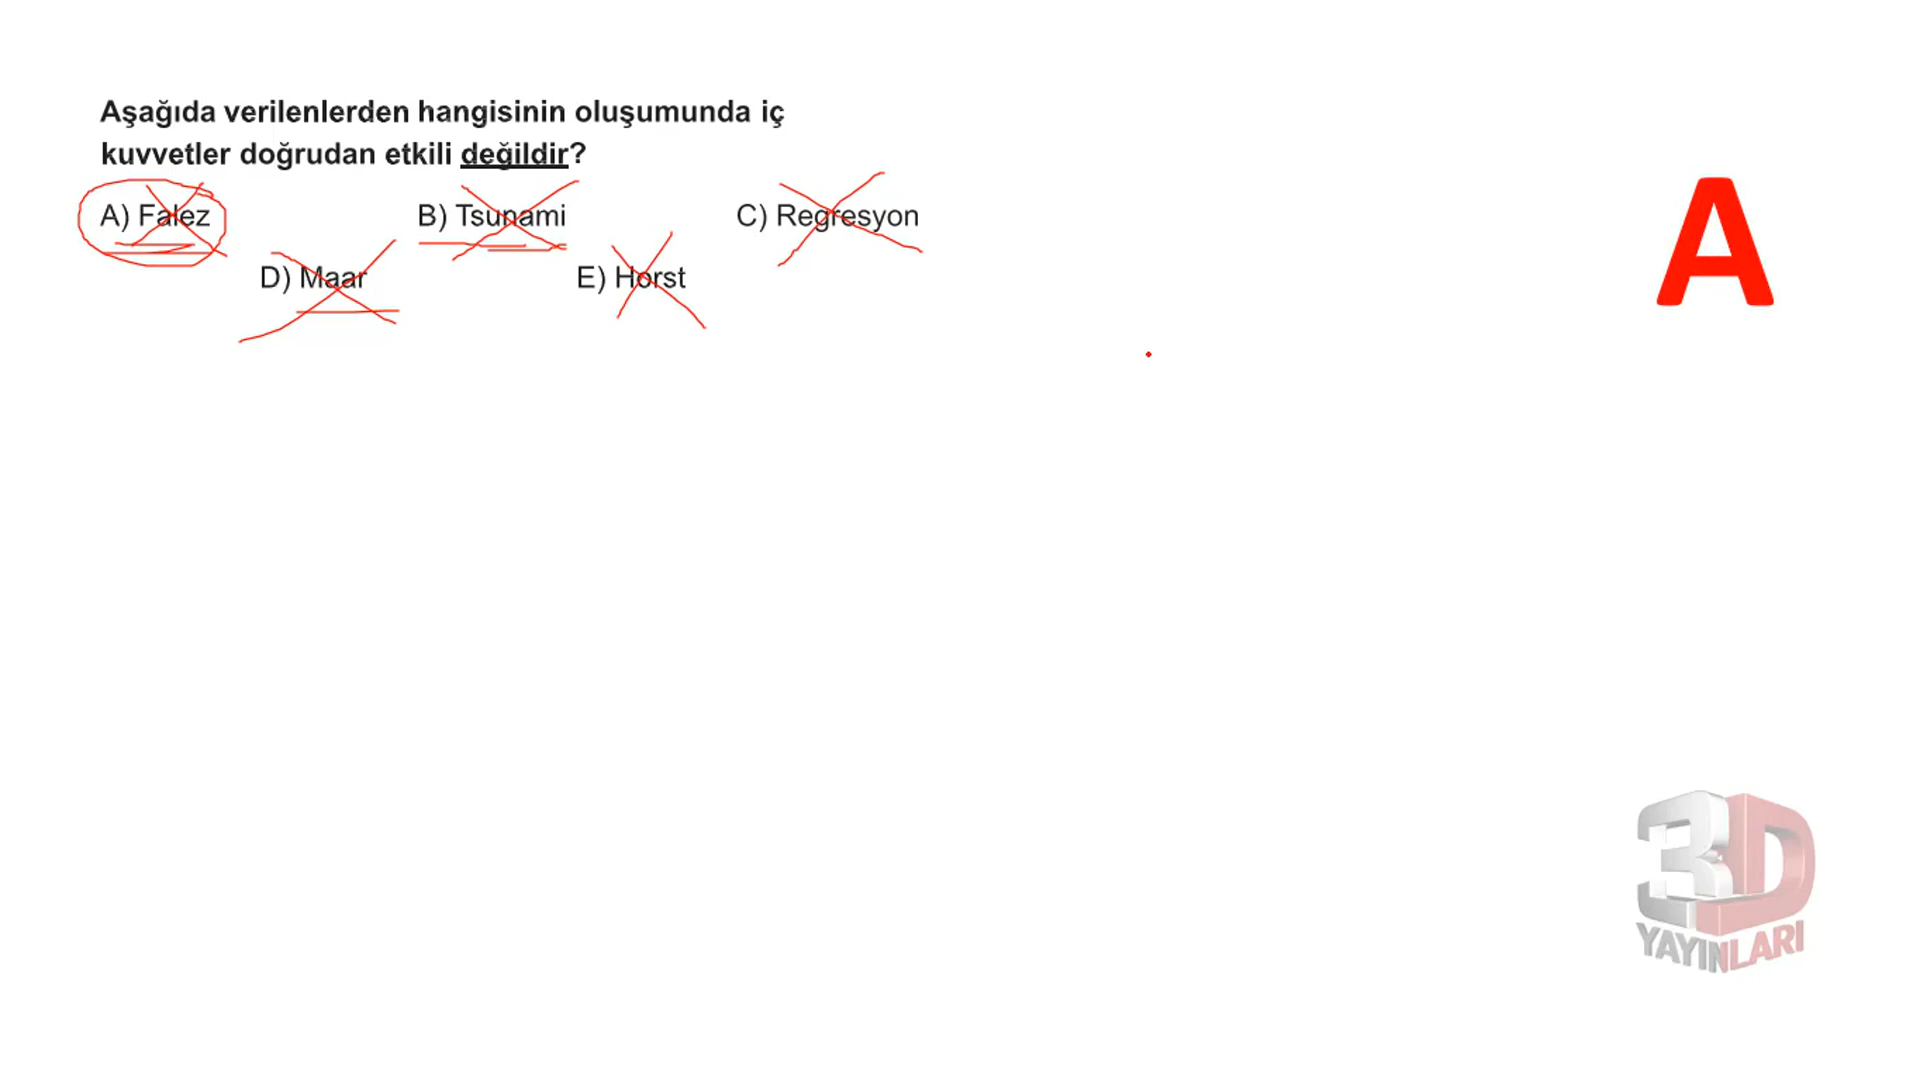 Aşağıda verilenlerden hangisinin oluşumunda iç
kuvvetler doğrudan etkili değildir?
A) Falez B) Tsunami C) Regresyon
D) Maar E) Horst
A
3D
YAYINLARI